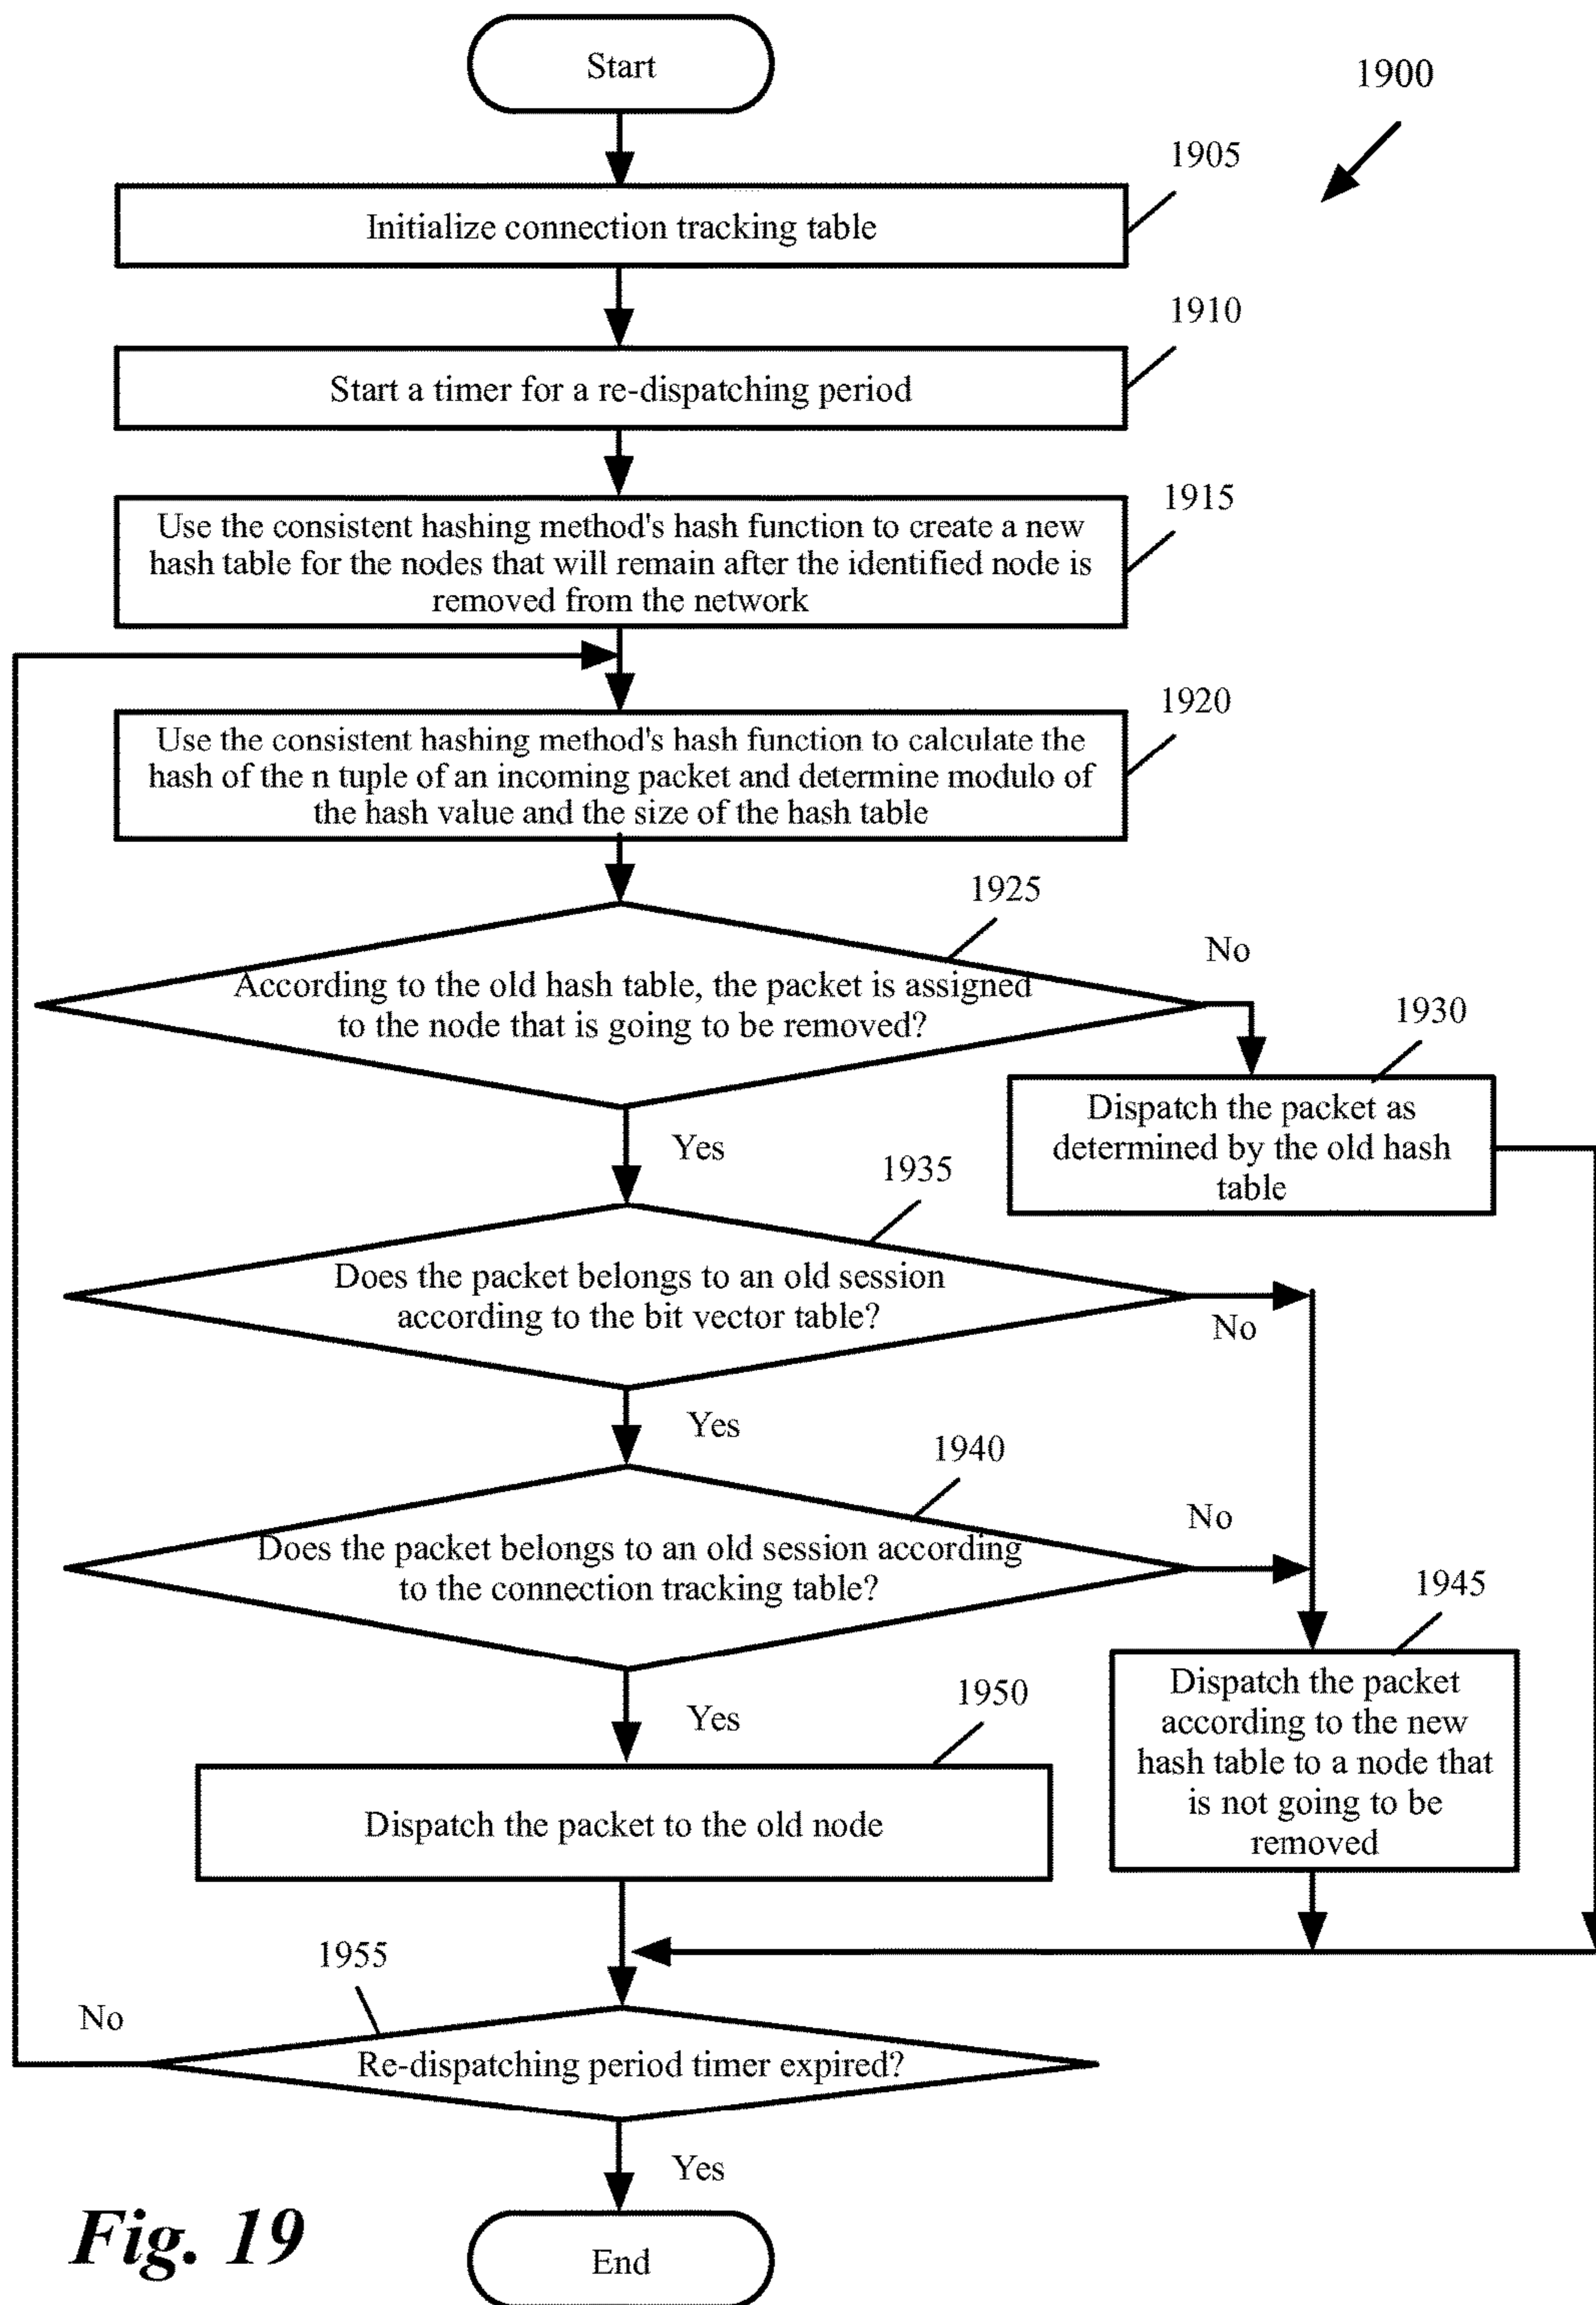 Start
1900
1905
Initialize connection tracking table
1910
Start a timer for a re-dispatching period
1915
Use the consistent hashing method's hash function to create a new
hash table for the nodes that will remain after the identified node is
removed from the network
1920
Use the consistent hashing method's hash function to calculate the
hash of the n tuple of an incoming packet and determine modulo of
the hash value and the size of the hash table
1925
No
According to the old hash table, the packet is assigned
to the node that is going to be removed?
1930
Dispatch the packet as
determined by the old hash
table
Yes
1935
Does the packet belongs to an old session
according to the bit vector table?
No
Yes
1940
No
Does the packet belongs to an old session according
to the connection tracking table?
1945
Dispatch the packet
according to the new
hash table to a node that
is not going to be
removed
Yes
1950
Dispatch the packet to the old node
1955
No
Re-dispatching period timer expired?
Yes
Fig. 19
End